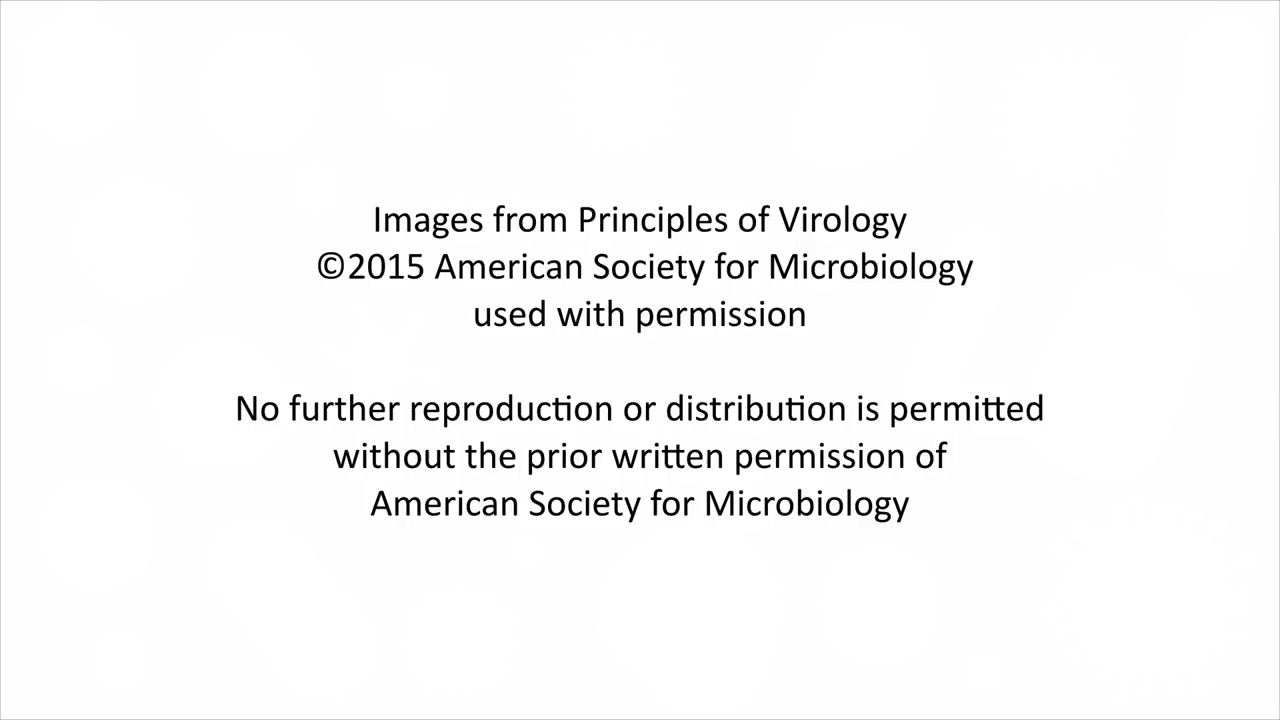 Images from Principles of Virology
©2015 American Society for Microbiology
used with permission
No further reproduction or distribution is permitted
without the prior written permission of
American Society for Microbiology